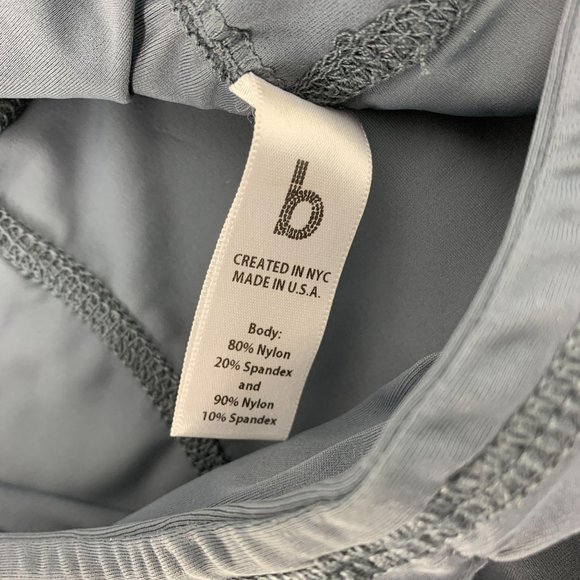 b
CREATED IN NYC
MADE IN U.S.A.
Body:
80% Nylon
20% Spandex
and
90% Nylon
10% Spandex